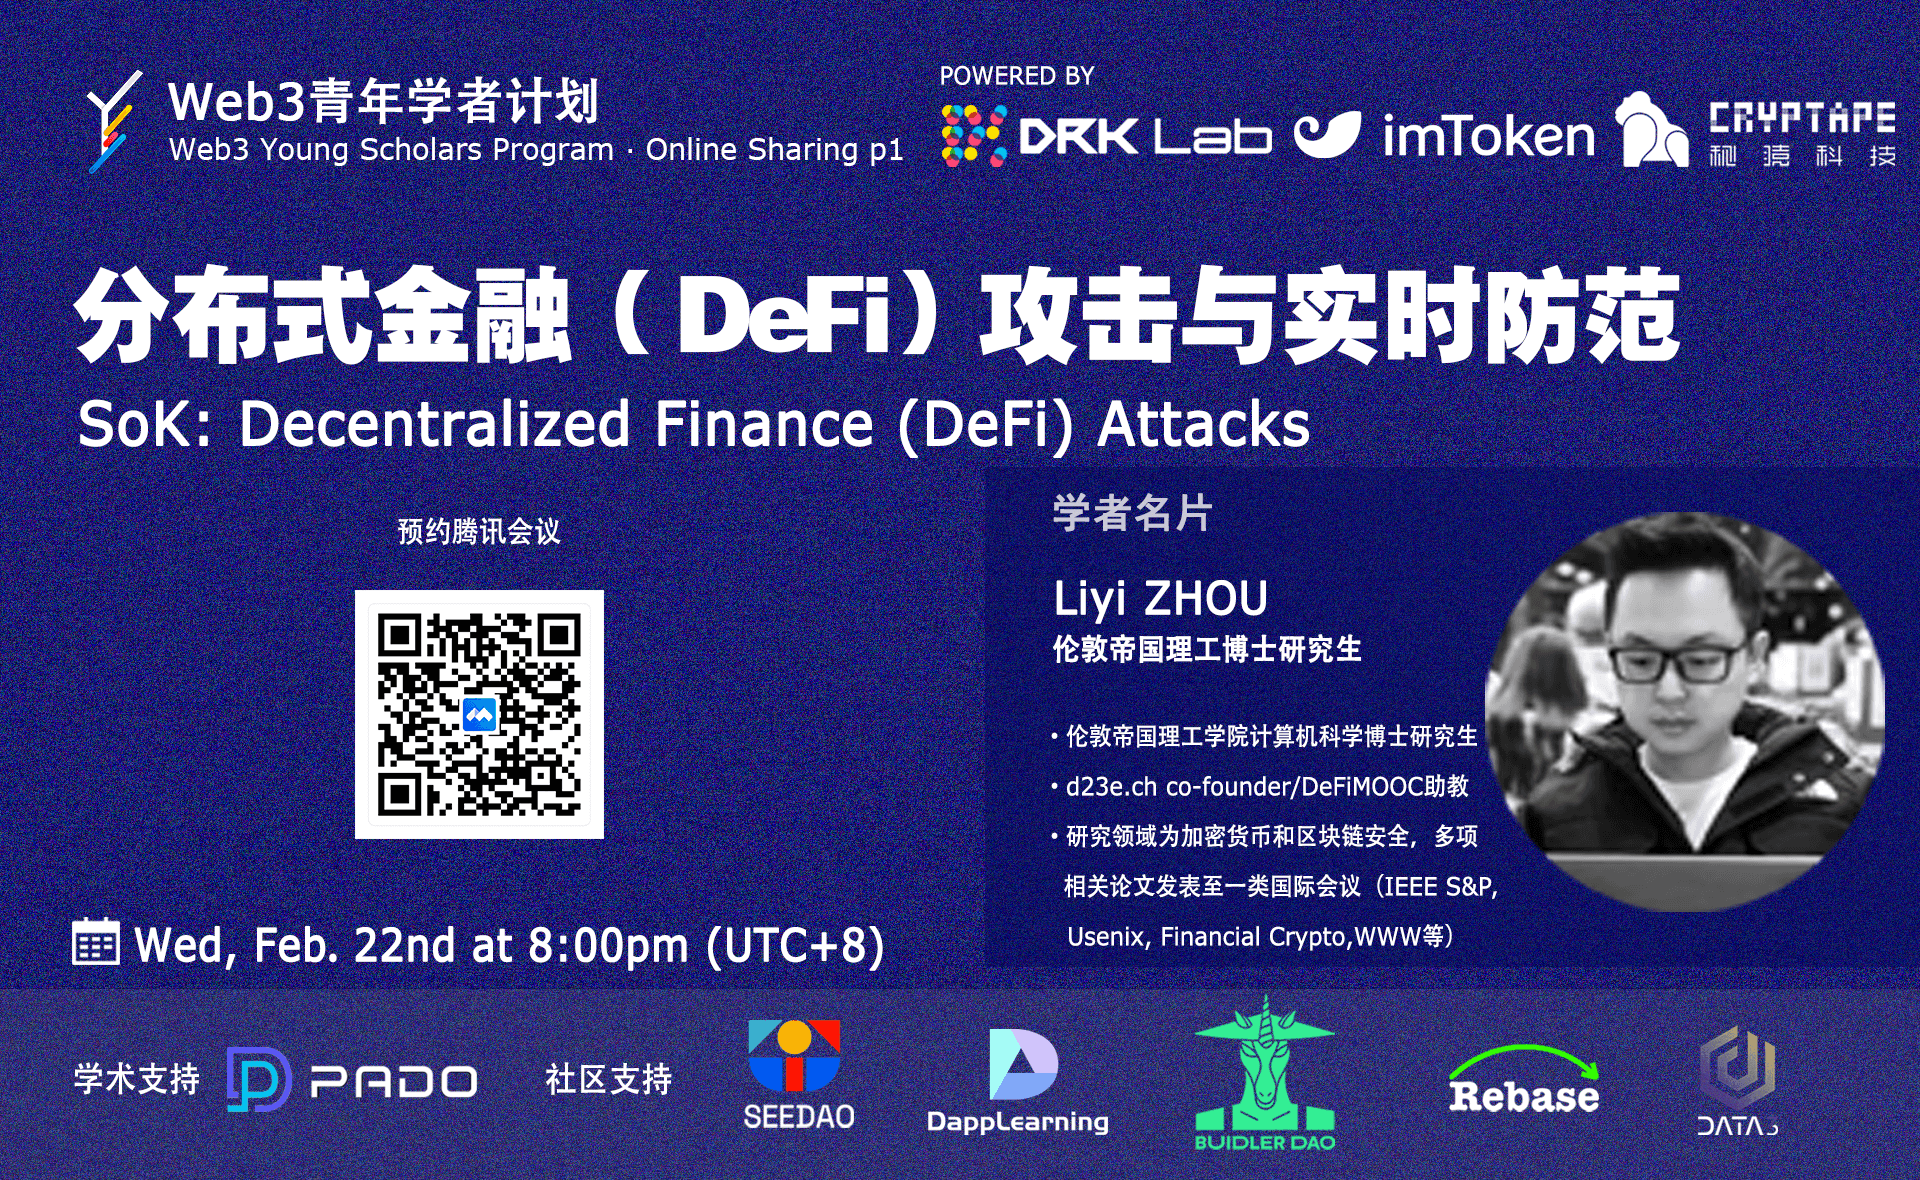 Web3青年学者计划
Web3 Young Scholars Program · Online Sharing p1
POWERED BY
DRK Lab
imToken
CRYPTAPE
秘猿科技
分布式金融（DeFi）攻击与实时防范
SoK: Decentralized Finance (DeFi) Attacks
预约腾讯会议
Wed, Feb. 22nd at 8:00pm (UTC+8)
学者名片
Liyi ZHOU
伦敦帝国理工博士研究生
• 伦敦帝国理工学院计算机科学博士研究生
• d23e.ch co-founder/DeFiMOOC助教
• 研究领域为加密货币和区块链安全，多项
相关论文发表至一类国际会议（IEEE S&P,
Usenix, Financial Crypto,WWW等）
学术支持
PADO
社区支持
SEEDAO
DappLearning
BUIDLER DAO
Rebase
DATA